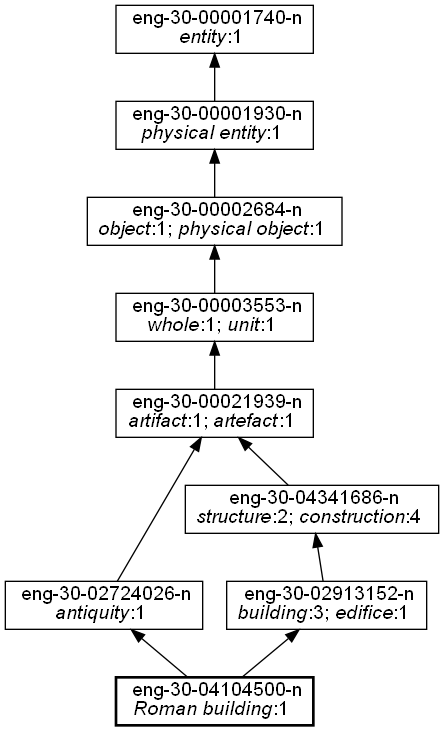 eng-30-00001740-n
entity:1
eng-30-00001930-n
physical entity:1
eng-30-00002684-n
object:1; physical object:1
eng-30-00003553-n
whole:1; unit:1
eng-30-00021939-n
artifact:1; artefact:1
eng-30-04341686-n
structure:2; construction:4
eng-30-02724026-n
antiquity:1
eng-30-02913152-n
building:3; edifice:1
eng-30-04104500-n
Roman building:1